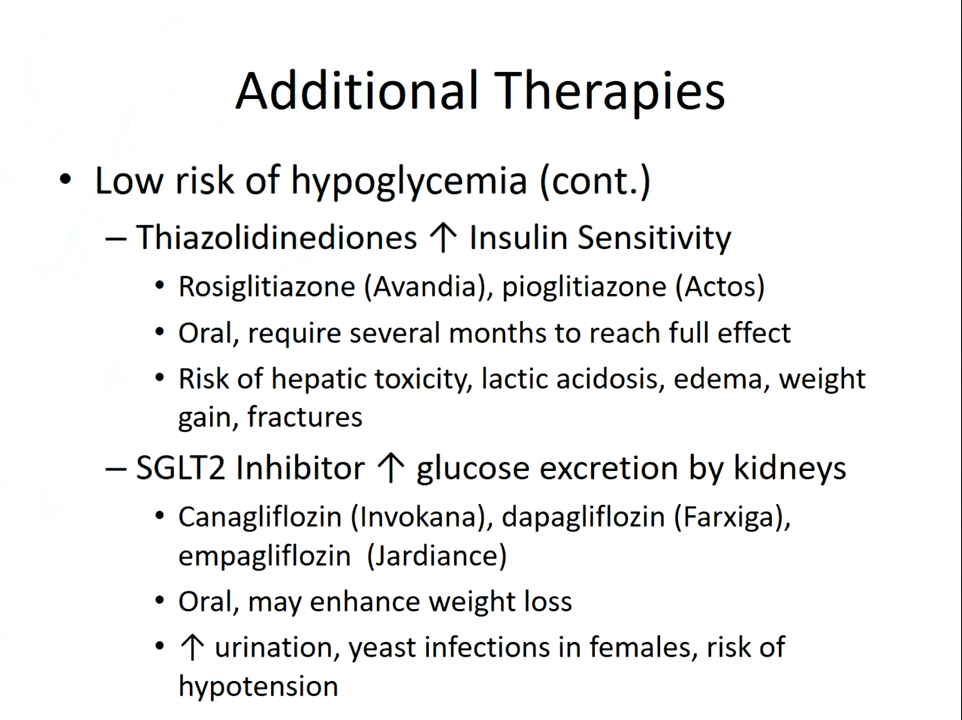 Additional Therapies
• Low risk of hypoglycemia (cont.)
– Thiazolidinediones ↑ Insulin Sensitivity
• Rosiglitiazone (Avandia), pioglitiazone (Actos)
• Oral, require several months to reach full effect
• Risk of hepatic toxicity, lactic acidosis, edema, weight
gain, fractures
– SGLT2 Inhibitor ↑ glucose excretion by kidneys
• Canagliflozin (Invokana), dapagliflozin (Farxiga),
empagliflozin  (Jardiance)
• Oral, may enhance weight loss
• ↑ urination, yeast infections in females, risk of
hypotension